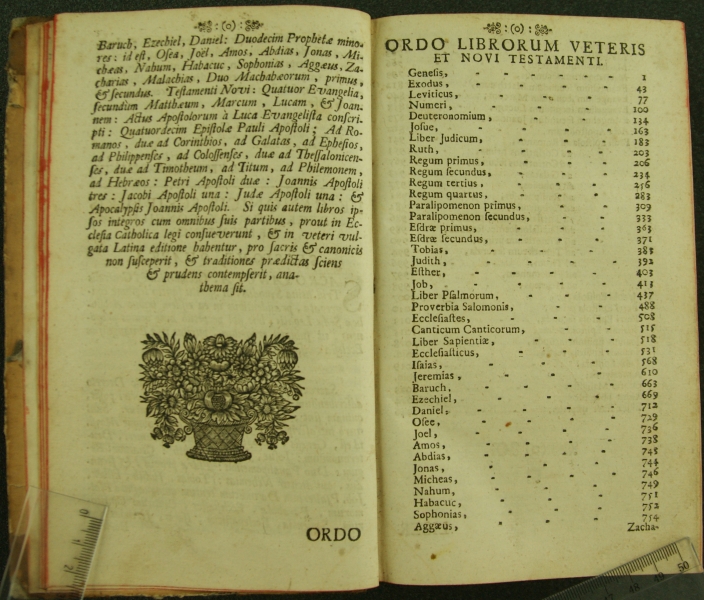 Baruch, Ezechiel, Daniel: Duodecim Prophetæ mino-
res: id eſt, Oſea, Joël, Amos, Abdias, Jonas, Mi-
chæas, Nahum, Habacuc, Sophonias, Aggæus, Za-
charias, Malachias, Duo Machabæorum, primus,
& ſecundus. Teſtamenti Novi: Quatuor Evangelia,
ſecundùm Matthæum, Marcum, Lucam, & Joan-
nem: Actus Apoſtolorum à Luca Evangeliſta conſcri-
pti: Quatuordecim Epiſtolæ Pauli Apoſtoli; Ad Ro-
manos, duæ ad Corinthios, ad Galatas, ad Epheſios,
ad Philippenſes, ad Coloſſenſes, duæ ad Theſſalonicen-
ſes, duæ ad Timotheum, ad Titum, ad Philemonem,
ad Hebræos: Petri Apoſtoli duæ: Joannis Apoſtoli
tres: Jacobi Apoſtoli una: Judæ Apoſtoli una: &
Apocalypſis Joannis Apoſtoli. Si quis autem libros ip-
ſos integros cum omnibus ſuis partibus, prout in Ec-
cleſia Catholica legi conſueverunt, & in veteri vul-
gata Latina editione habentur, pro ſacris & canonicis
non ſuſceperit, & traditiones prædictas ſciens
& prudens contempſerit, ana-
thema ſit.
ORDO
ORDO LIBRORUM VETERIS
ET NOVI TESTAMENTI.
Geneſis, 1
Exodus, 43
Leviticus, 77
Numeri, 100
Deuteronomium, 134
Joſue, 163
Liber Judicum, 183
Ruth, 203
Regum primus, 206
Regum ſecundus, 234
Regum tertius, 256
Regum quartus, 283
Paralipomenon primus, 309
Paralipomenon ſecundus, 333
Eſdræ primus, 363
Eſdræ ſecundus, 371
Tobias, 385
Judith, 392
Eſther, 403
Job, 413
Liber Pſalmorum, 437
Proverbia Salomonis, 488
Eccleſiaſtes, 508
Canticum Canticorum, 515
Liber Sapientiæ, 518
Eccleſiaſticus, 531
Iſaias, 568
Jeremias, 610
Baruch, 663
Ezechiel, 669
Daniel, 712
Oſee, 729
Joel, 736
Amos, 738
Abdias, 745
Jonas, 744
Micheas, 746
Nahum, 749
Habacuc, 751
Sophonias, 752
Aggæus, 754
Zacha-
48 49 50